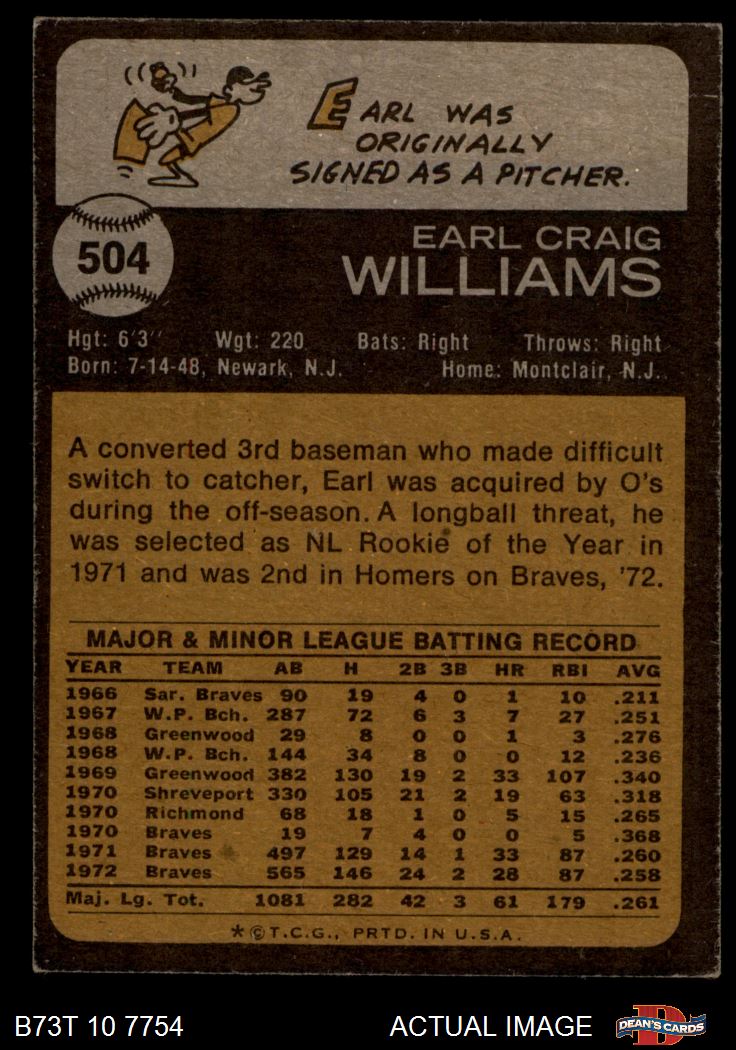 EARL WAS
ORIGINALLY
SIGNED AS A PITCHER.
504
EARL CRAIG
WILLIAMS
Hgt: 6'3" Wgt: 220 Bats: Right Throws: Right
Born: 7-14-48, Newark, N.J. Home: Montclair, N.J.
A converted 3rd baseman who made difficult
switch to catcher, Earl was acquired by O's
during the off-season. A longball threat, he
was selected as NL Rookie of the Year in
1971 and was 2nd in Homers on Braves, '72.
MAJOR & MINOR LEAGUE BATTING RECORD
YEAR TEAM AB H 2B 3B HR RBI AVG
1966 Sar. Braves 90 19 4 0 1 10 .211
1967 W.P. Bch. 287 72 6 3 7 27 .251
1968 Greenwood 29 8 0 0 1 3 .276
1968 W.P. Bch. 144 34 8 0 0 12 .236
1969 Greenwood 382 130 19 2 33 107 .340
1970 Shreveport 330 105 21 2 19 63 .318
1970 Richmond 68 18 1 0 5 15 .265
1970 Braves 19 7 4 0 0 5 .368
1971 Braves 497 129 14 1 33 87 .260
1972 Braves 565 146 24 2 28 87 .258
Maj. Lg. Tot. 1081 282 42 3 61 179 .261
*©T.C.G., PRTD. IN U.S.A.
B73T 10 7754 ACTUAL IMAGE D DEAN'S CARDS